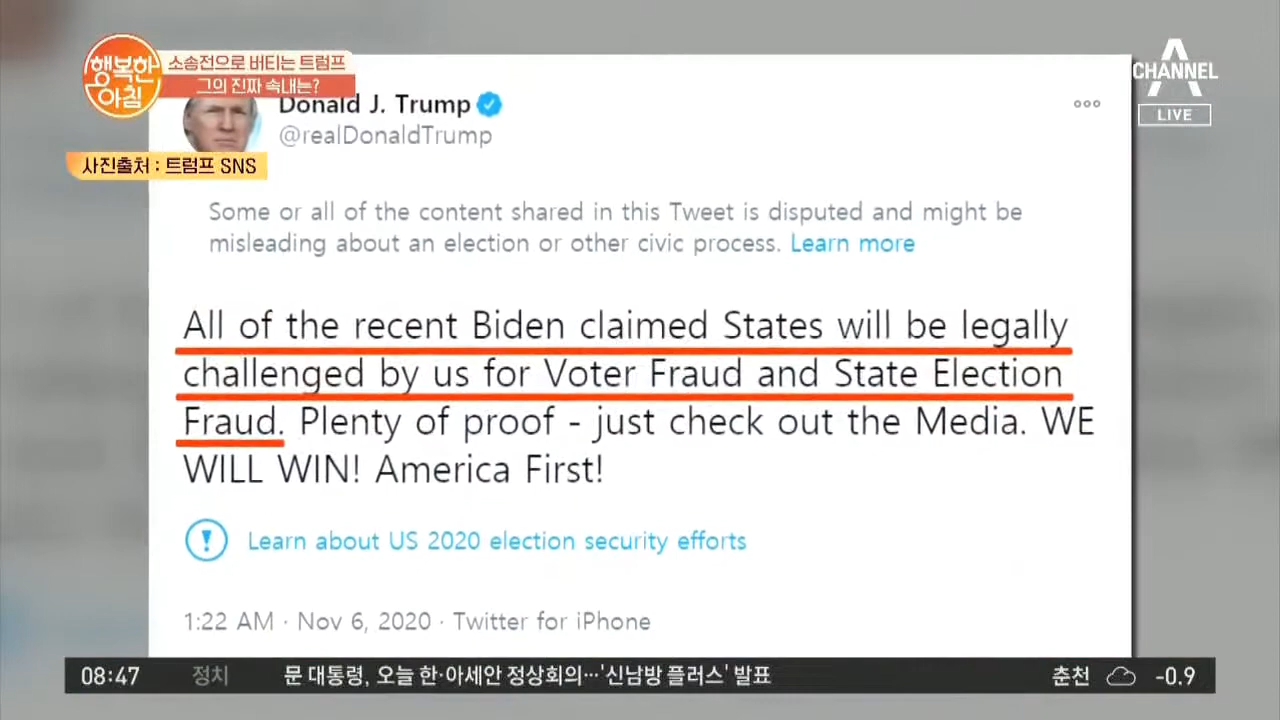 행복한
아침
소송전으로 버티는 트럼프
그의 진짜 속내는?
CHANNEL
LIVE
사진출처 : 트럼프 SNS
Donald J. Trump
@realDonaldTrump
Some or all of the content shared in this Tweet is disputed and might be
misleading about an election or other civic process. Learn more
All of the recent Biden claimed States will be legally
challenged by us for Voter Fraud and State Election
Fraud. Plenty of proof - just check out the Media. WE
WILL WIN! America First!
Learn about US 2020 election security efforts
1:22 AM · Nov 6, 2020 · Twitter for iPhone
08:47 정치 문 대통령, 오늘 한·아세안 정상회의…'신남방 플러스' 발표 춘천 -0.9